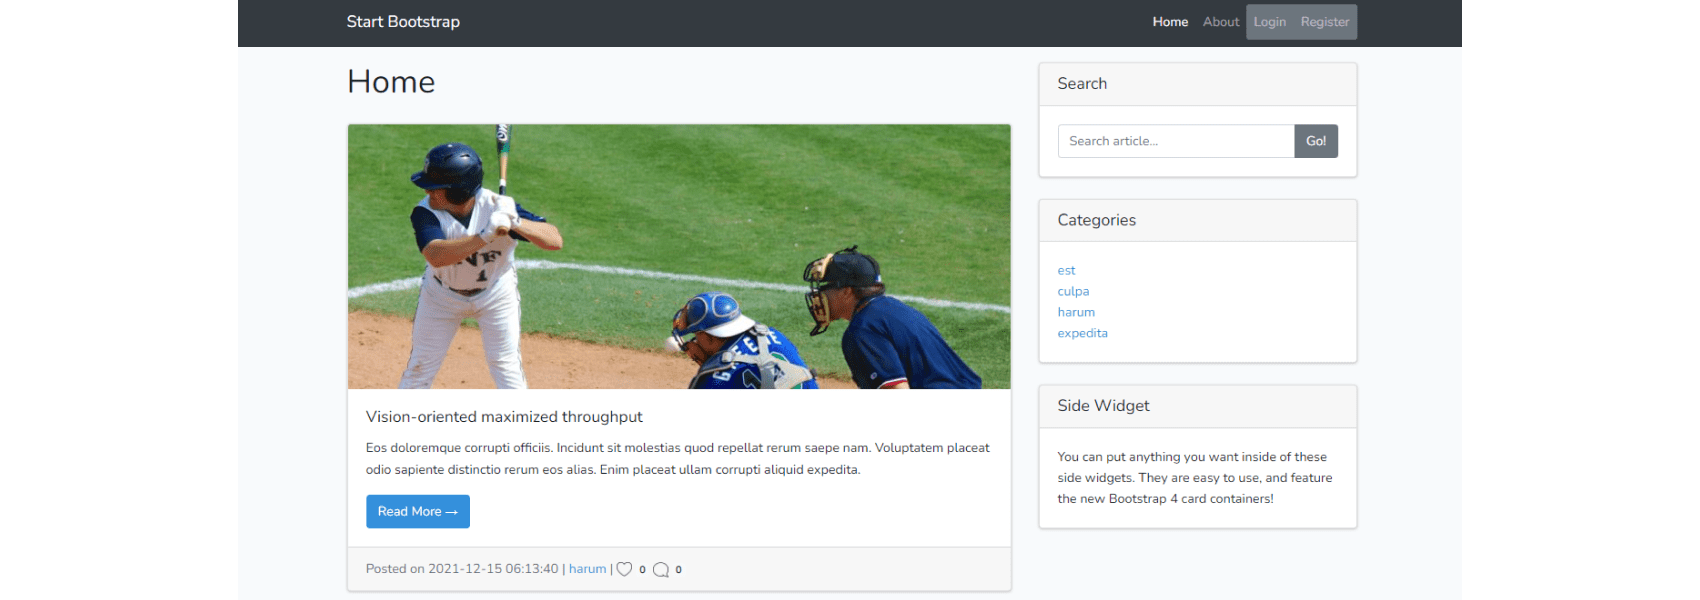 Start Bootstrap
Home About Login Register
Home
Vision-oriented maximized throughput
Eos doloremque corrupti officiis. Incidunt sit molestias quod repellat rerum saepe nam. Voluptatem placeat
odio sapiente distinctio rerum eos alias. Enim placeat ullam corrupti aliquid expedita.
Read More →
Posted on 2021-12-15 06:13:40 | harum | 0 0
Search
Search article... Go!
Categories
est
culpa
harum
expedita
Side Widget
You can put anything you want inside of these
side widgets. They are easy to use, and feature
the new Bootstrap 4 card containers!